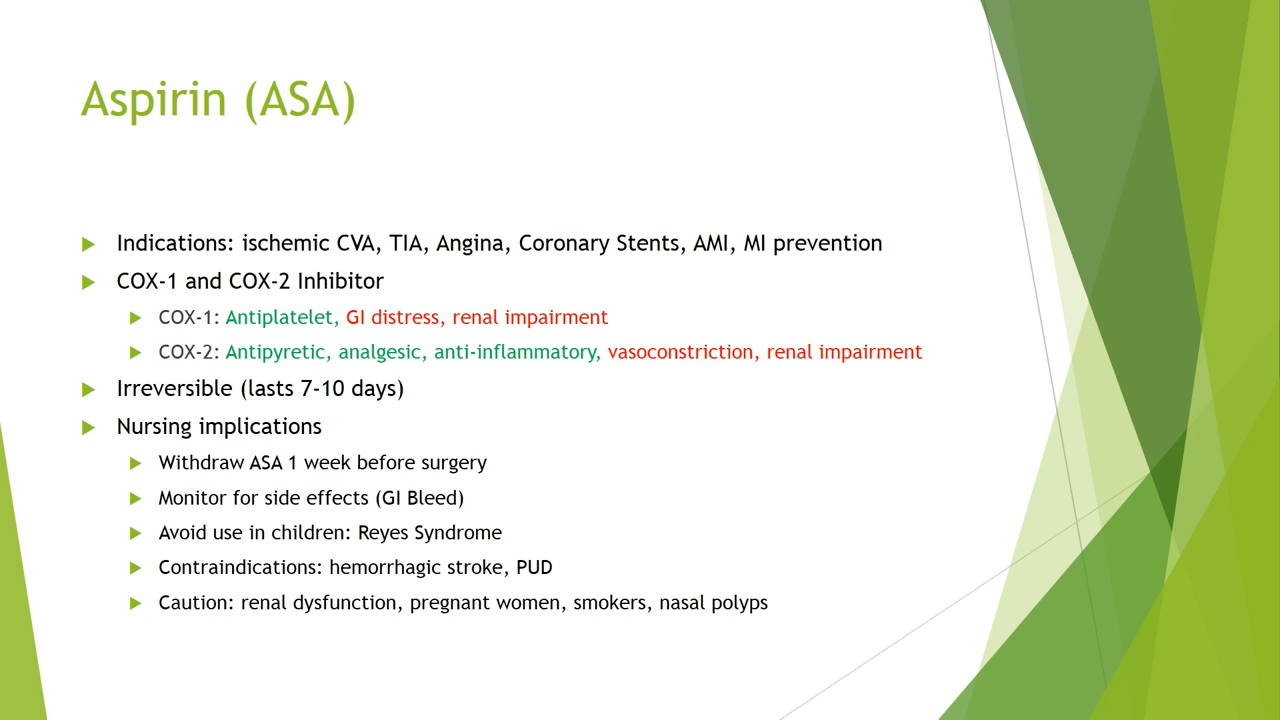 Aspirin (ASA)
Indications: ischemic CVA, TIA, Angina, Coronary Stents, AMI, MI prevention
COX-1 and COX-2 Inhibitor
COX-1: Antiplatelet, GI distress, renal impairment
COX-2: Antipyretic, analgesic, anti-inflammatory, vasoconstriction, renal impairment
Irreversible (lasts 7-10 days)
Nursing implications
Withdraw ASA 1 week before surgery
Monitor for side effects (GI Bleed)
Avoid use in children: Reyes Syndrome
Contraindications: hemorrhagic stroke, PUD
Caution: renal dysfunction, pregnant women, smokers, nasal polyps